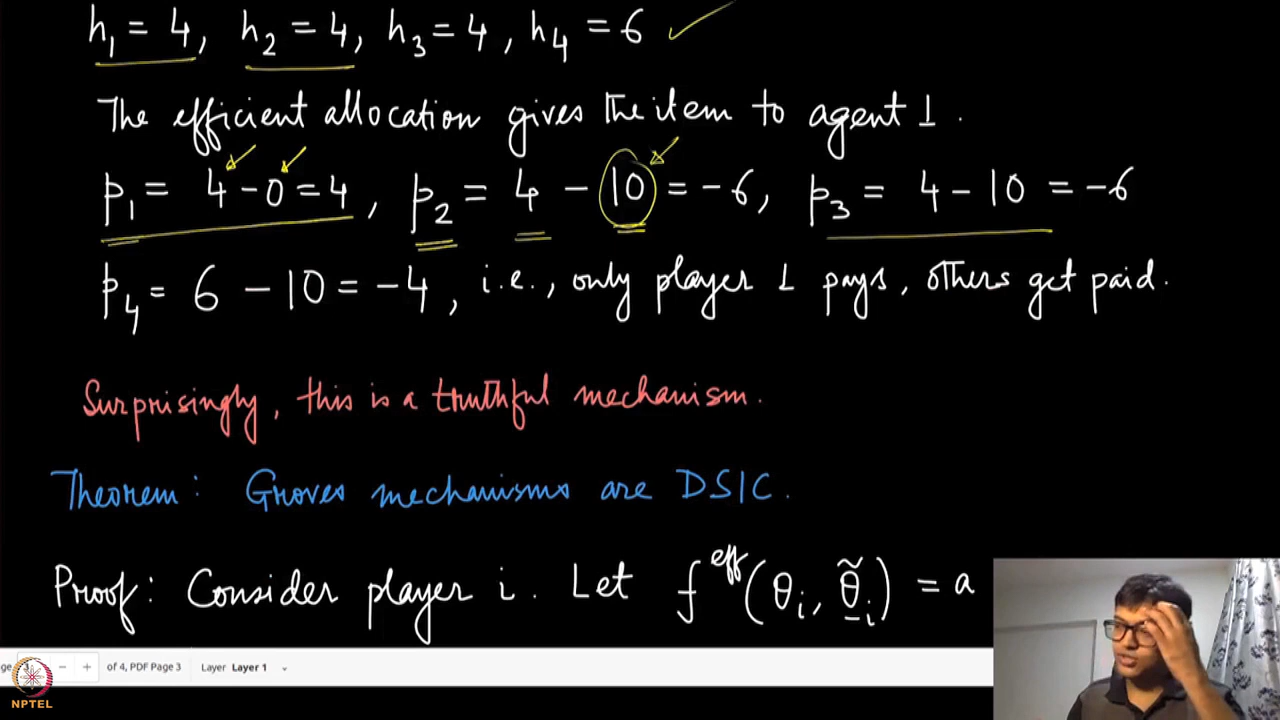 h₁ = 4, h₂ = 4, h₃ = 4, h₄ = 6 ✓
The efficient allocation gives the item to agent 1.
p₁ = 4 - 0 = 4, p₂ = 4 - 10 = -6, p₃ = 4 - 10 = -6
p₄ = 6 - 10 = -4, i.e., only player 1 pays, others get paid.
Surprisingly, this is a truthful mechanism.
Theorem: Groves mechanisms are DSIC.
Proof: Consider player i. Let f^eff(θᵢ, θ̃₋ᵢ) = a
of 4, PDF Page 3 Layer Layer 1
NPTEL